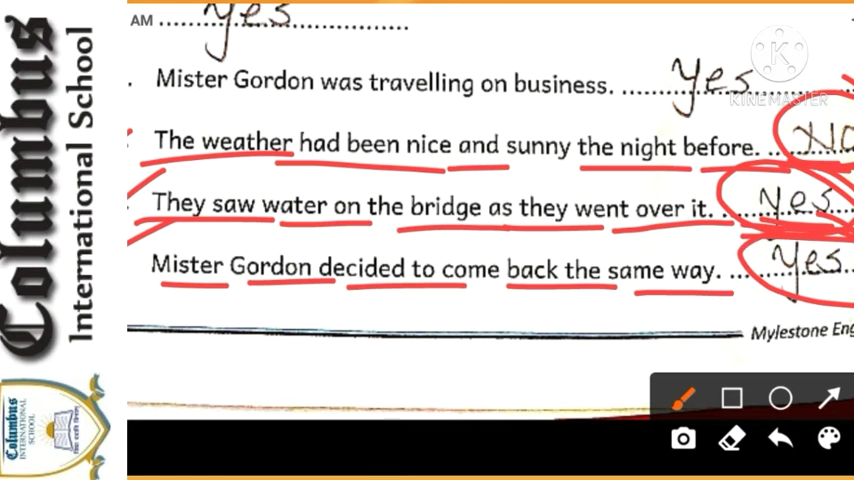 Columbus
International School
AM .............. yes
Mister Gordon was travelling on business. .......... yes
KINEMASTER
The weather had been nice and sunny the night before. ... No
They saw water on the bridge as they went over it. ... yes
Mister Gordon decided to come back the same way. ... yes
Mylestone Eng
Columbus
INTERNATIONAL
SCHOOL